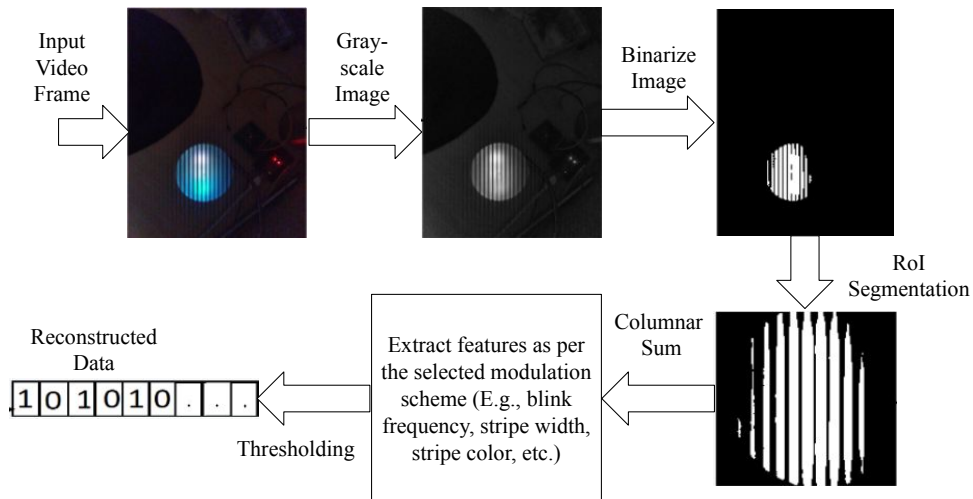 Input
Video
Frame
Gray-
scale
Image
Binarize
Image
RoI
Segmentation
Columnar
Sum
Extract features as per
the selected modulation
scheme (E.g., blink
frequency, stripe width,
stripe color, etc.)
Thresholding
Reconstructed
Data
1 0 1 0 1 0 . . .